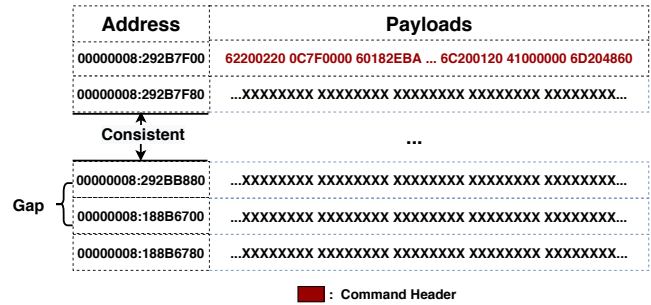 Address Payloads
00000008:292B7F00 62200220 0C7F0000 60182EBA ... 6C200120 41000000 6D204860
00000008:292B7F80 ...XXXXXXXX XXXXXXXX XXXXXXXX XXXXXXXX XXXXXXXX...
Consistent ...
00000008:292BB880 ...XXXXXXXX XXXXXXXX XXXXXXXX XXXXXXXX XXXXXXXX...
Gap
00000008:188B6700 ...XXXXXXXX XXXXXXXX XXXXXXXX XXXXXXXX XXXXXXXX...
00000008:188B6780 ...XXXXXXXX XXXXXXXX XXXXXXXX XXXXXXXX XXXXXXXX...
: Command Header